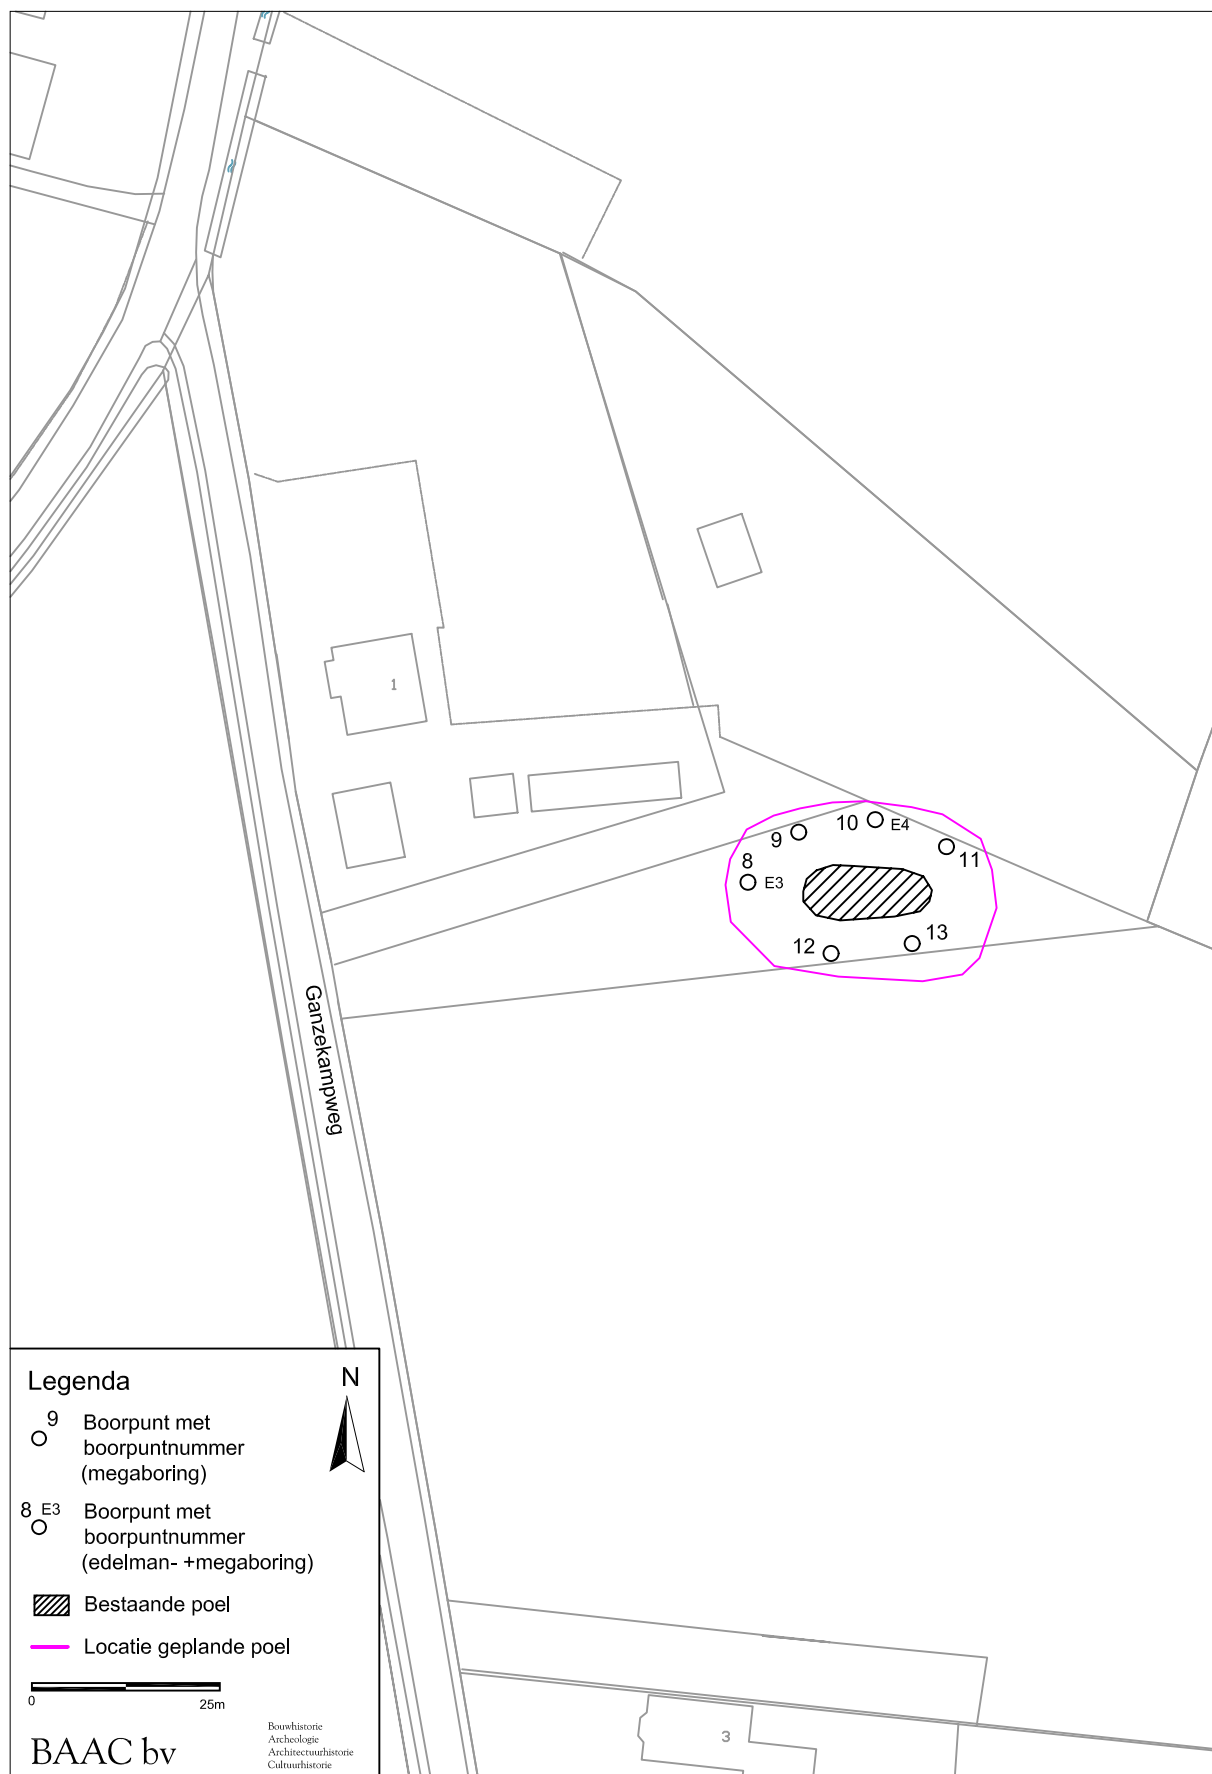 1
10
E4
9
11
8
E3
13
12
Ganzekampweg
Legenda
N
9
Boorpunt met
boorpuntnummer
(megaboring)
8 E3
Boorpunt met
boorpuntnummer
(edelman- +megaboring)
Bestaande poel
Locatie geplande poel
0
25m
BAAC bv
Bouwhistorie
Archeologie
Architectuurhistorie
Cultuurhistorie
3